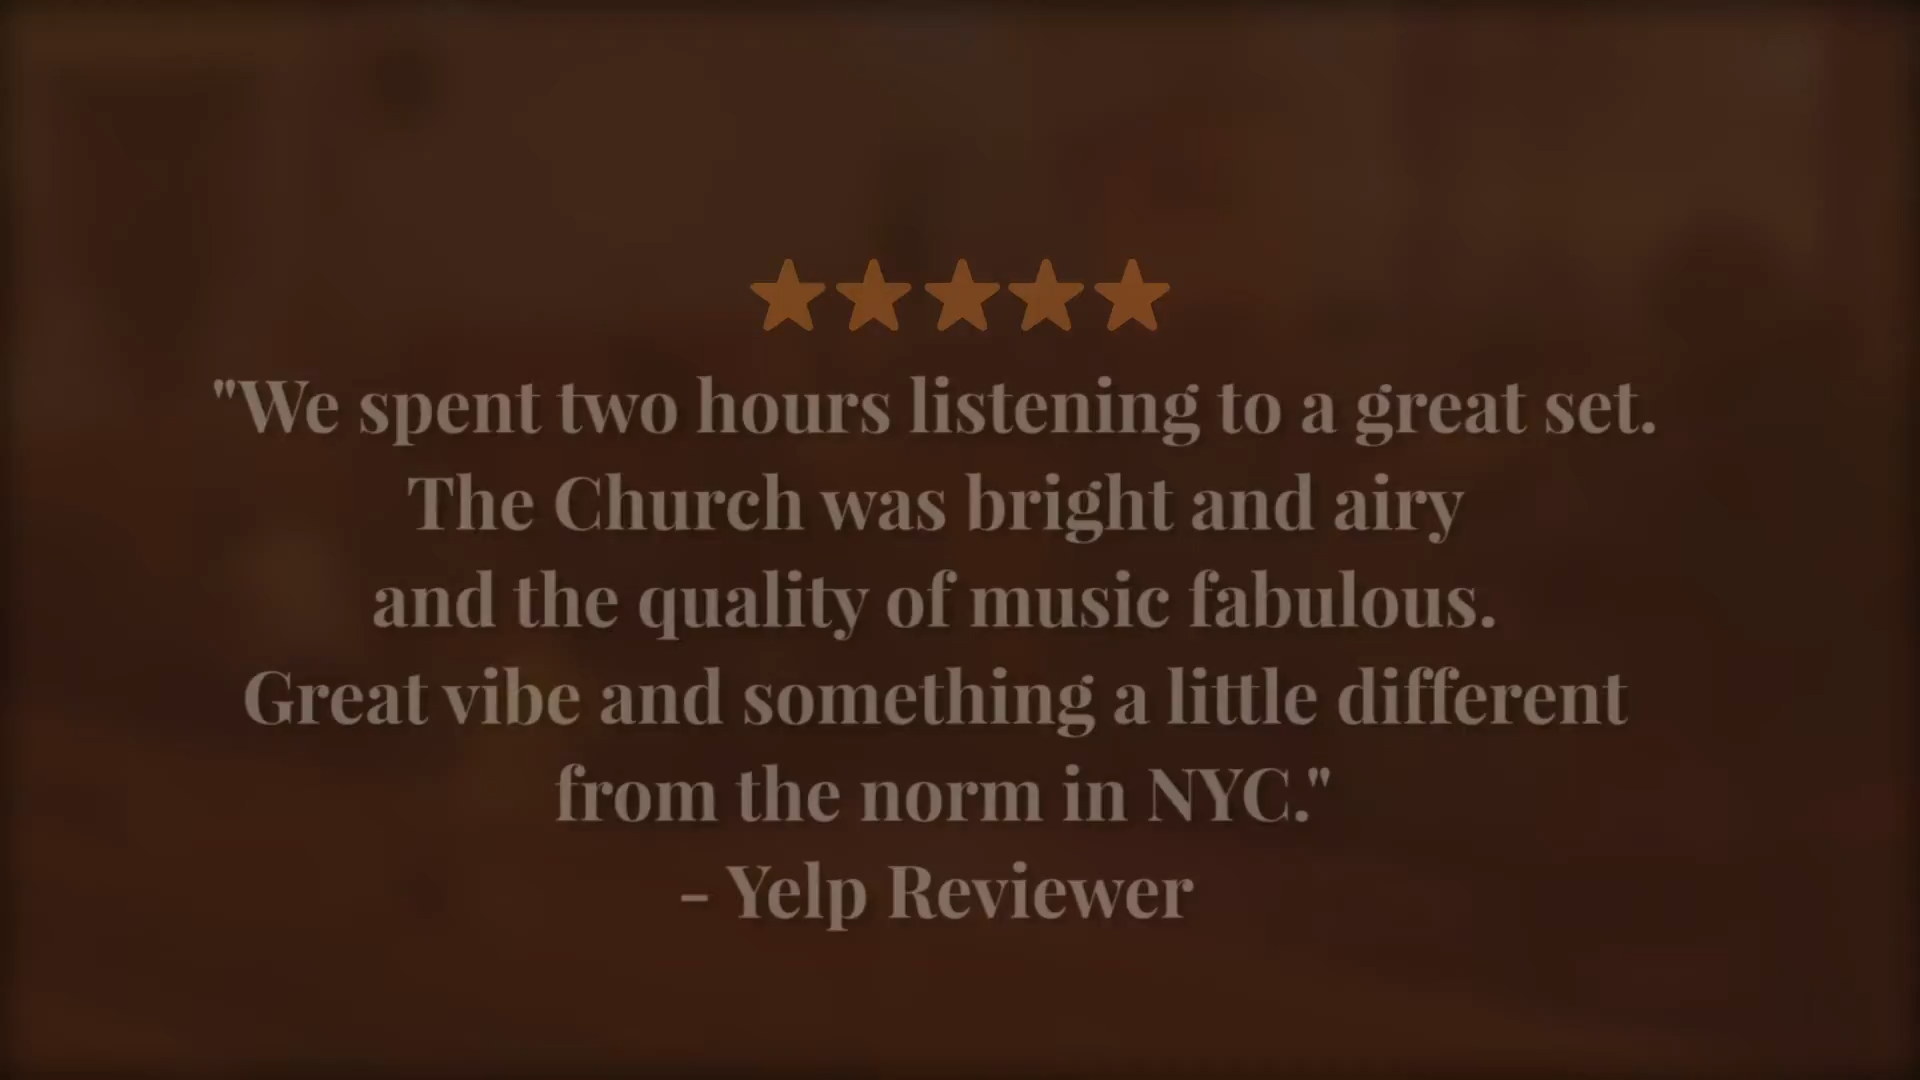 "We spent two hours listening to a great set.
The Church was bright and airy
and the quality of music fabulous.
Great vibe and something a little different
from the norm in NYC."
- Yelp Reviewer